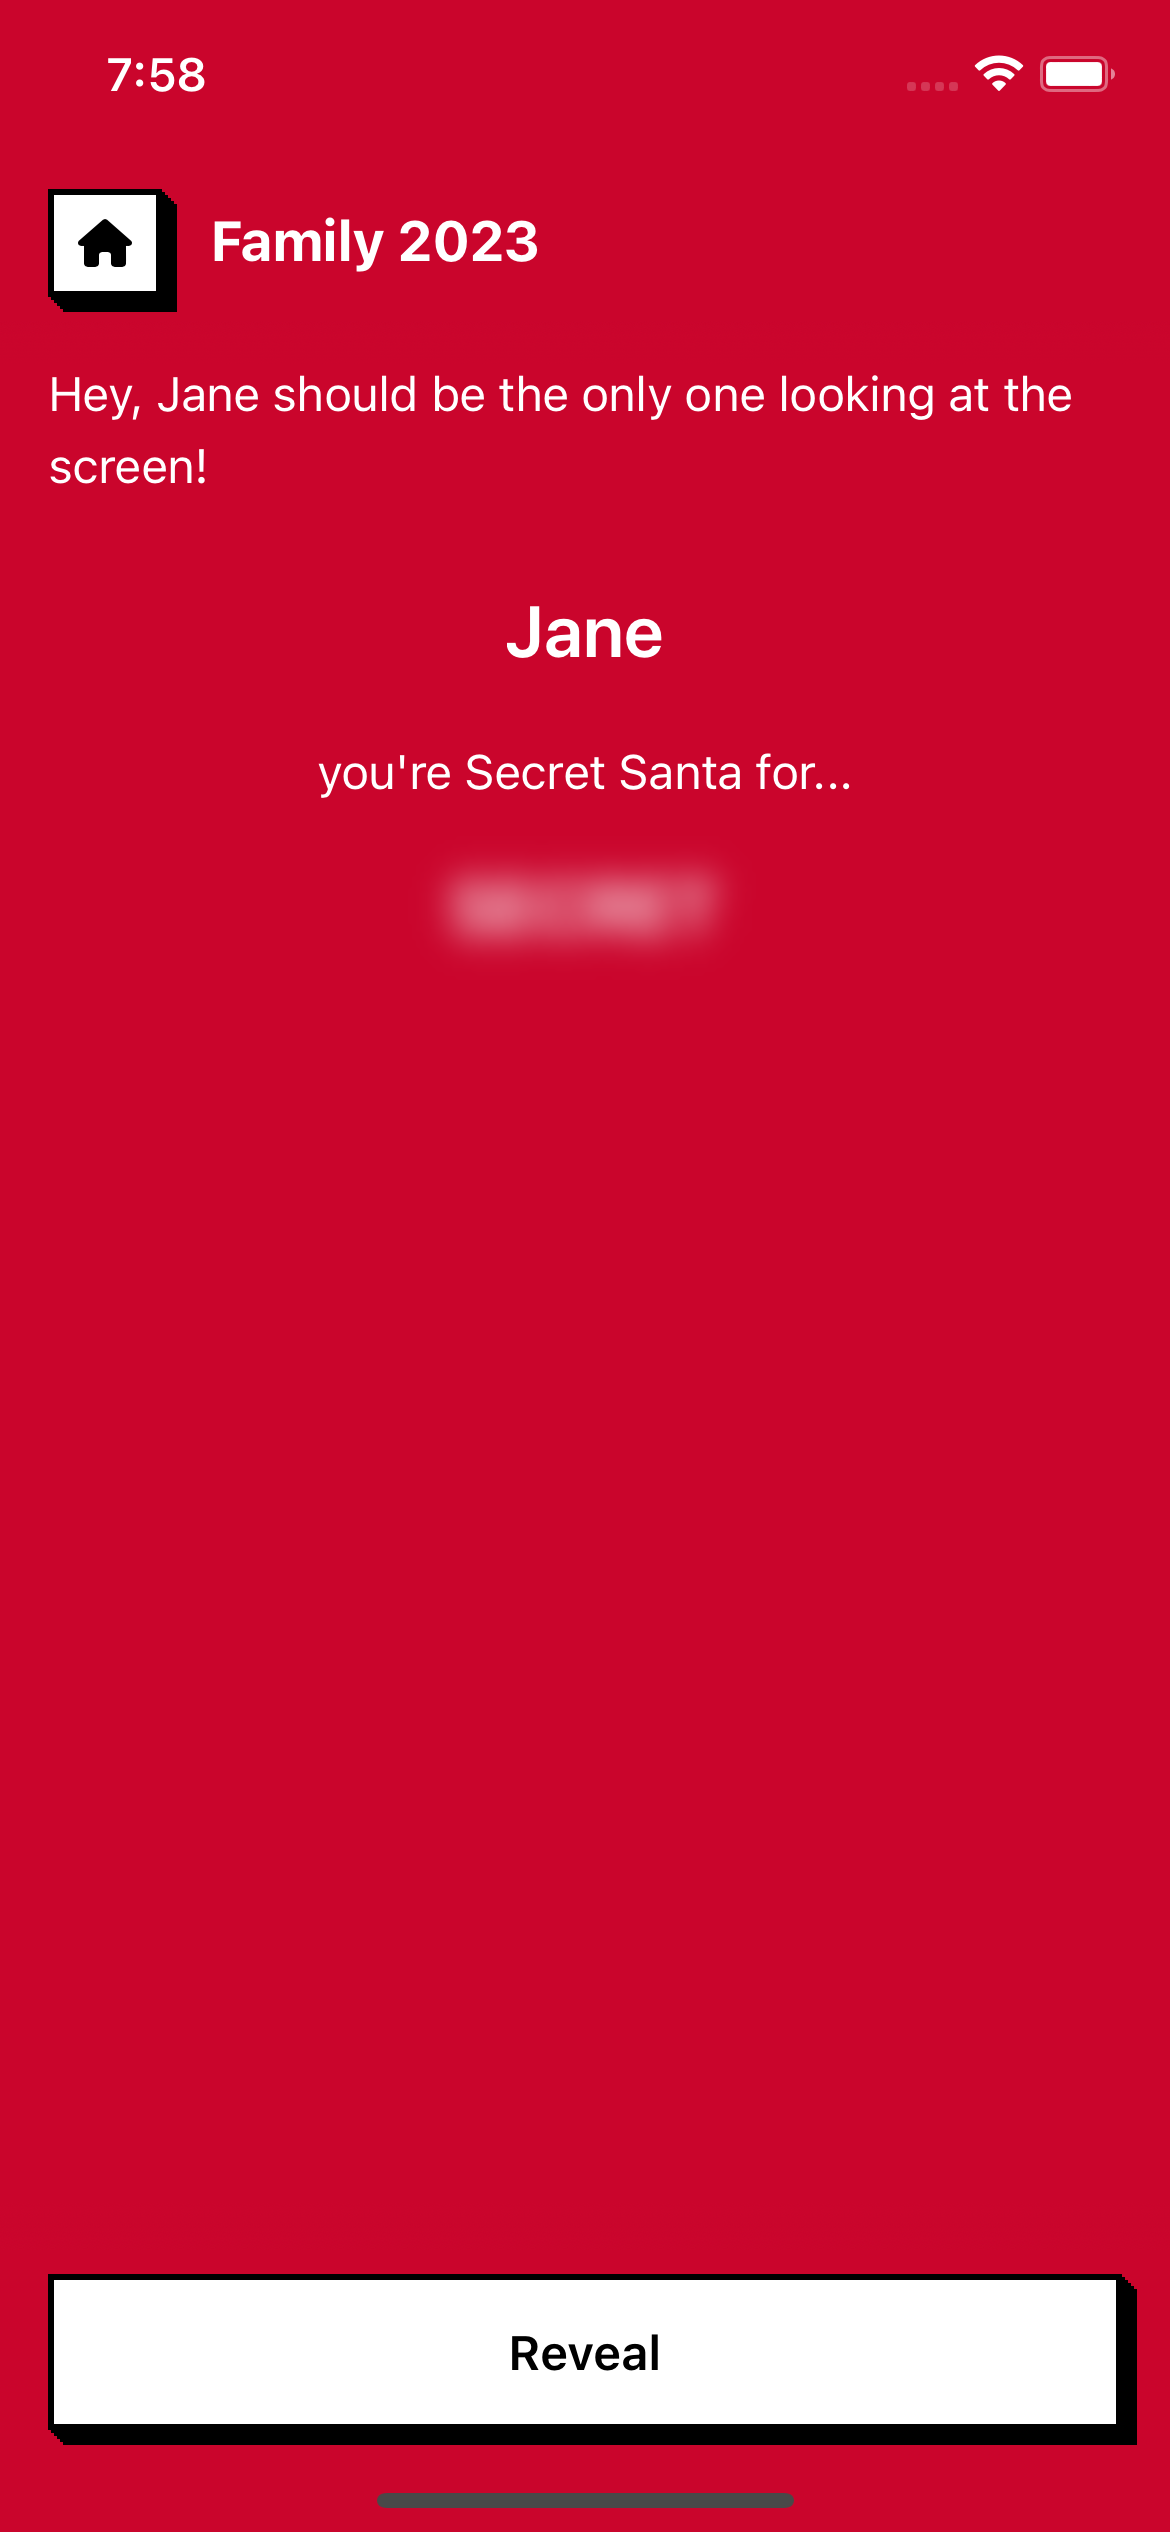 7:58
Family 2023
Hey, Jane should be the only one looking at the
screen!
Jane
you're Secret Santa for...
Reveal